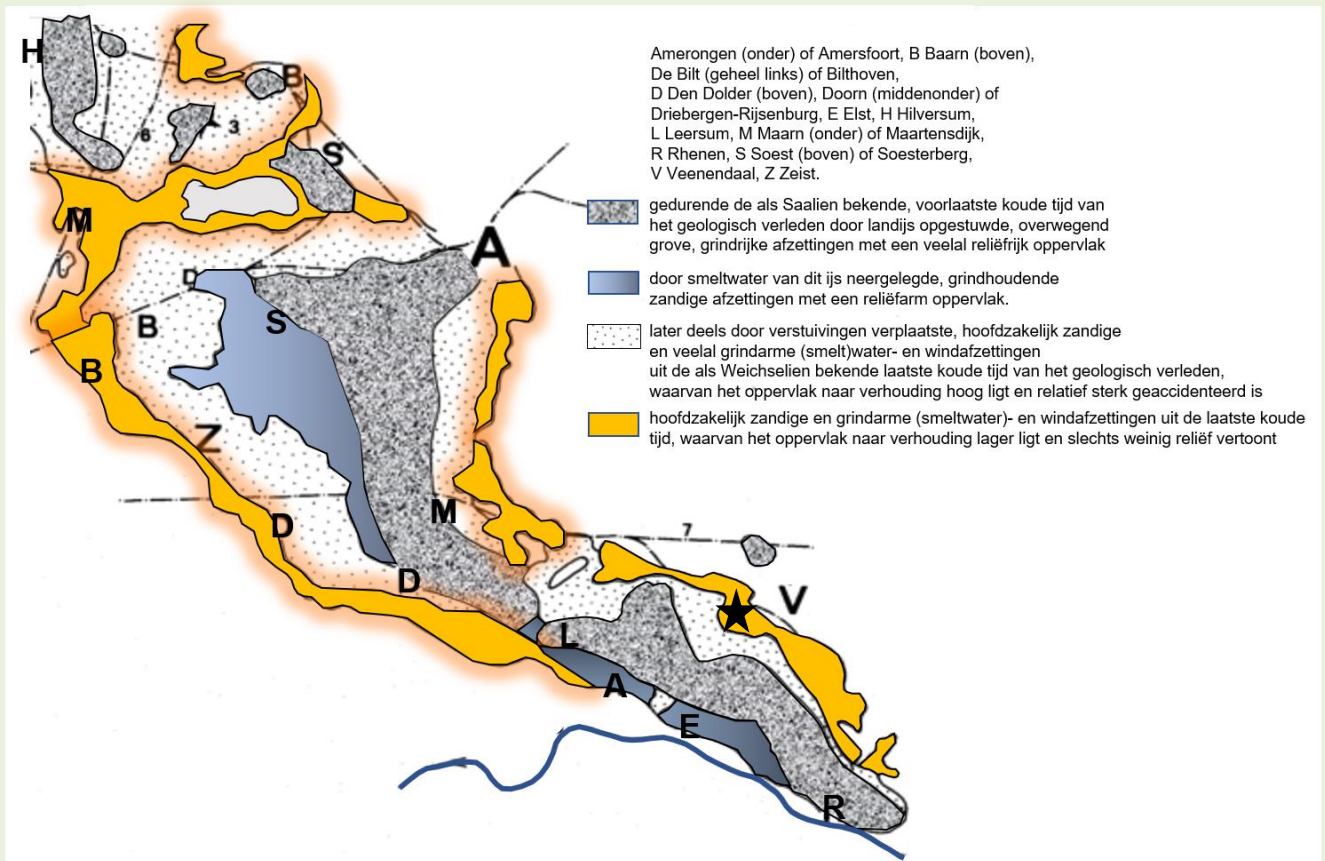 Amerongen (onder) of Amersfoort, B Baarn (boven),
De Bilt (geheel links) of Bilthoven,
D Den Dolder (boven), Doorn (middenonder) of
Driebergen-Rijsenburg, E Elst, H Hilversum,
L Leersum, M Maarn (onder) of Maartensdijk,
R Rhenen, S Soest (boven) of Soesterberg,
V Veenendaal, Z Zeist.
gedurende de als Saalien bekende, voorlaatste koude tijd van
het geologisch verleden door landijs opgestuwde, overwegend
grove, grindrijke afzettingen met een veelal reliëfrijk oppervlak
door smeltwater van dit ijs neergelegde, grindhoudende
zandige afzettingen met een reliëfarm oppervlak.
later deels door verstuivingen verplaatste, hoofdzakelijk zandige
en veelal grindarme (smelt)water- en windafzettingen
uit de als Weichselien bekende laatste koude tijd van het geologisch verleden,
waarvan het oppervlak naar verhouding hoog ligt en relatief sterk geaccidenteerd is
hoofdzakelijk zandige en grindarme (smeltwater)- en windafzettingen uit de laatste koude
tijd, waarvan het oppervlak naar verhouding lager ligt en slechts weinig reliëf vertoont
H
B
6
3
S
M
A
D
B
S
B
Z
M
D
7
D
V
L
A
E
R